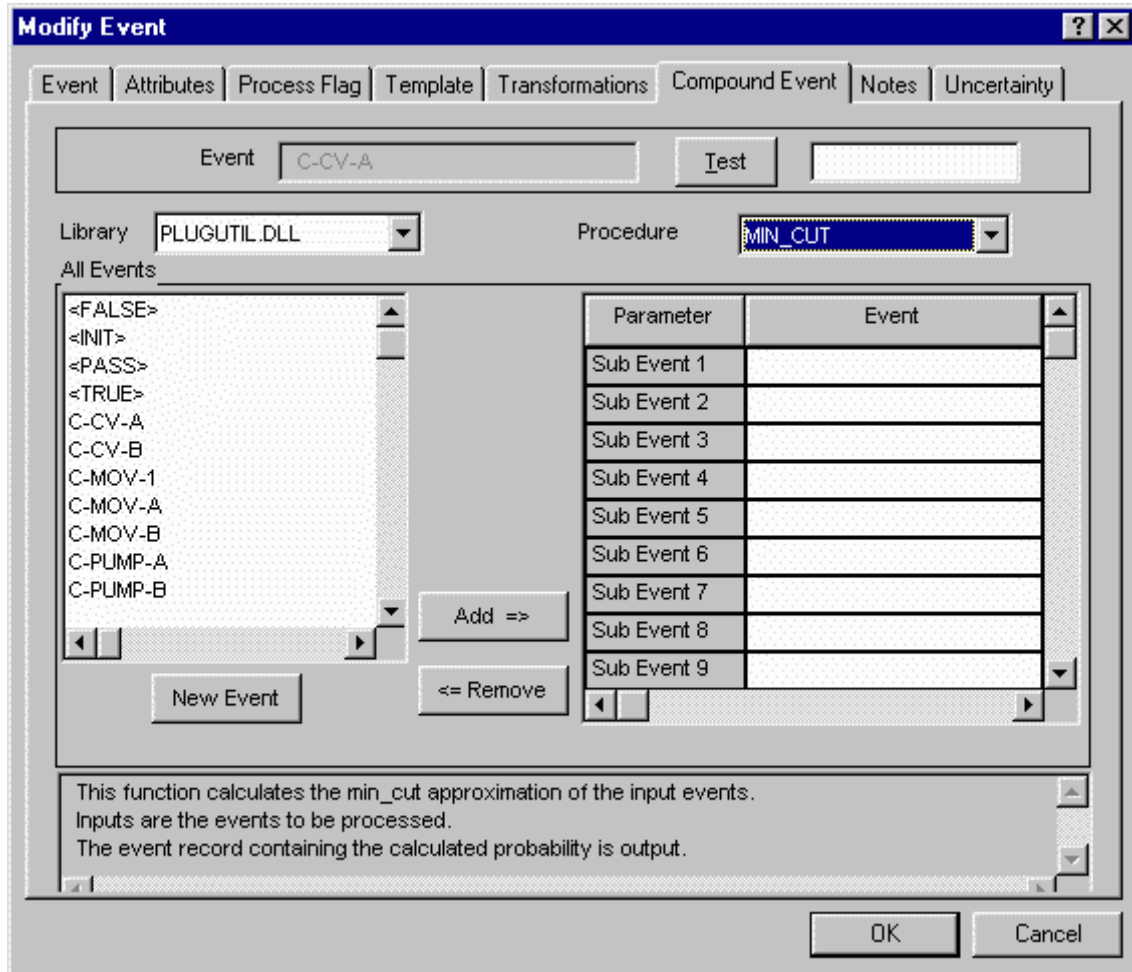 Modify Event
Event Attributes Process Flag Template Transformations Compound Event Notes Uncertainty
Event C-CV-A Test
Library PLUGUTIL.DLL Procedure MIN_CUT
All Events
<FALSE>
<INIT>
<PASS>
<TRUE>
C-CV-A
C-CV-B
C-MOV-1
C-MOV-A
C-MOV-B
C-PUMP-A
C-PUMP-B
New Event
Add =>
<= Remove
Parameter Event
Sub Event 1
Sub Event 2
Sub Event 3
Sub Event 4
Sub Event 5
Sub Event 6
Sub Event 7
Sub Event 8
Sub Event 9
This function calculates the min_cut approximation of the input events.
Inputs are the events to be processed.
The event record containing the calculated probability is output.
OK Cancel